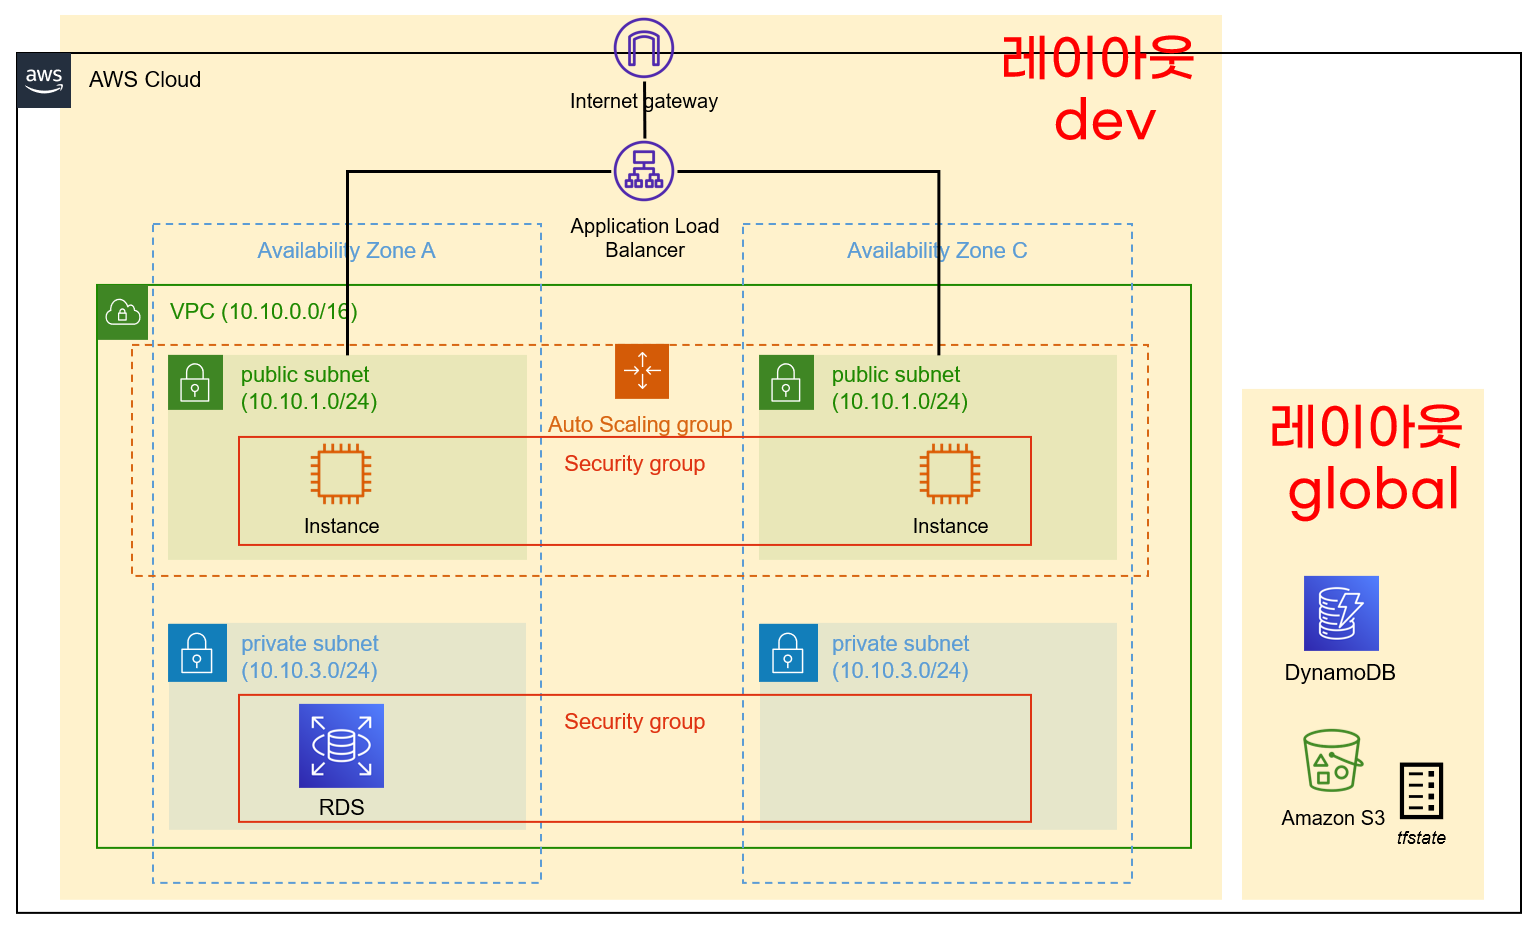 aws
AWS Cloud
Internet gateway
레이아웃
dev
Application Load
Balancer
Availability Zone A
Availability Zone C
VPC (10.10.0.0/16)
public subnet
(10.10.1.0/24)
Auto Scaling group
public subnet
(10.10.1.0/24)
Security group
Instance
Instance
private subnet
(10.10.3.0/24)
private subnet
(10.10.3.0/24)
Security group
RDS
레이아웃
global
DynamoDB
Amazon S3
tfstate